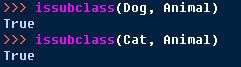 >>> issubclass(Dog, Animal)
True
>>> issubclass(Cat, Animal)
True